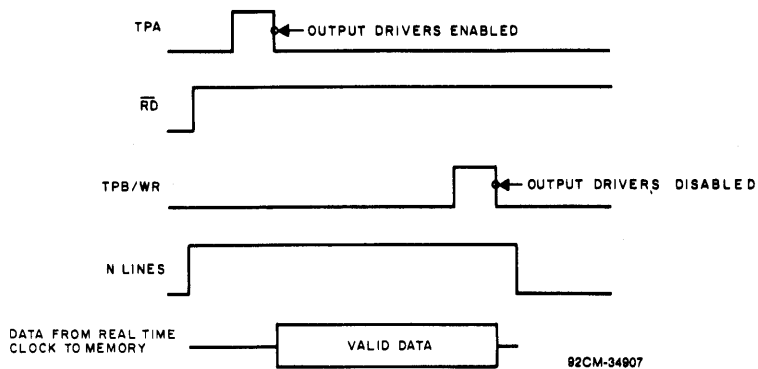 TPA
OUTPUT DRIVERS ENABLED
R̅D̅
TPB/WR
OUTPUT DRIVERS DISABLED
N LINES
DATA FROM REAL TIME
CLOCK TO MEMORY
VALID DATA
92CM-34907